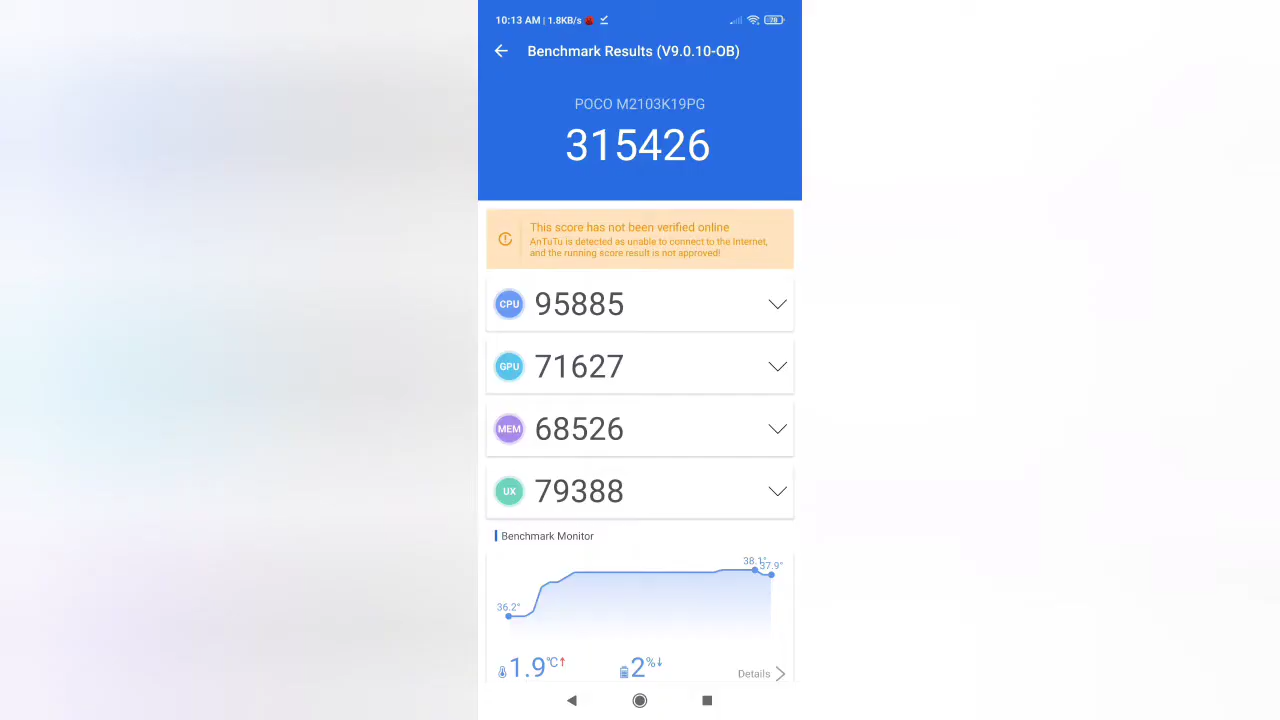 10:13 AM | 1.8KB/s
78
Benchmark Results (V9.0.10-OB)
POCO M2103K19PG
315426
This score has not been verified online
AnTuTu is detected as unable to connect to the Internet,
and the running score result is not approved!
CPU 95885
GPU 71627
MEM 68526
UX 79388
Benchmark Monitor
38.1°
37.9°
36.2°
1.9℃↑ 2%↓ Details